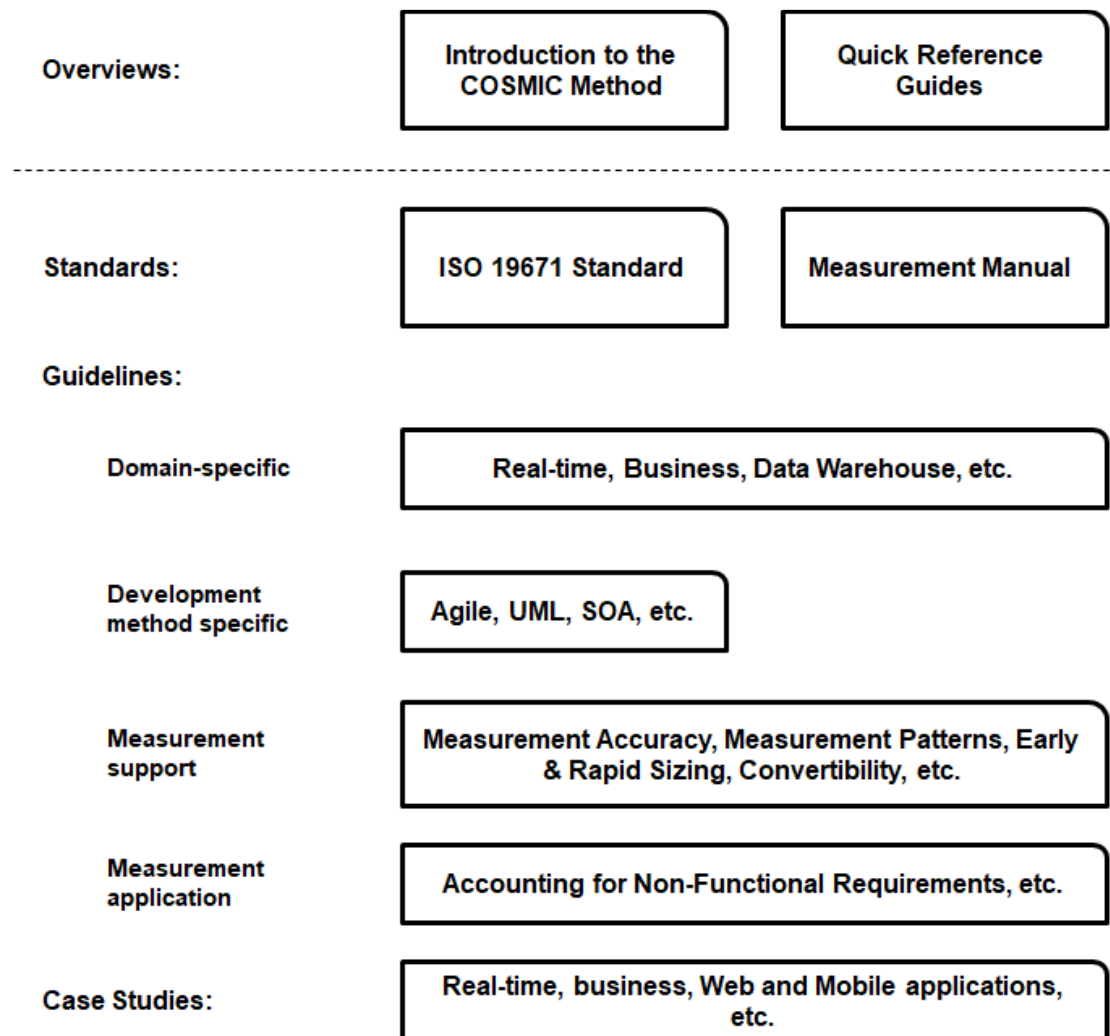 Overviews:
Introduction to the
COSMIC Method
Quick Reference
Guides
Standards:
ISO 19671 Standard
Measurement Manual
Guidelines:
Domain-specific
Real-time, Business, Data Warehouse, etc.
Development
method specific
Agile, UML, SOA, etc.
Measurement
support
Measurement Accuracy, Measurement Patterns, Early
& Rapid Sizing, Convertibility, etc.
Measurement
application
Accounting for Non-Functional Requirements, etc.
Case Studies:
Real-time, business, Web and Mobile applications,
etc.